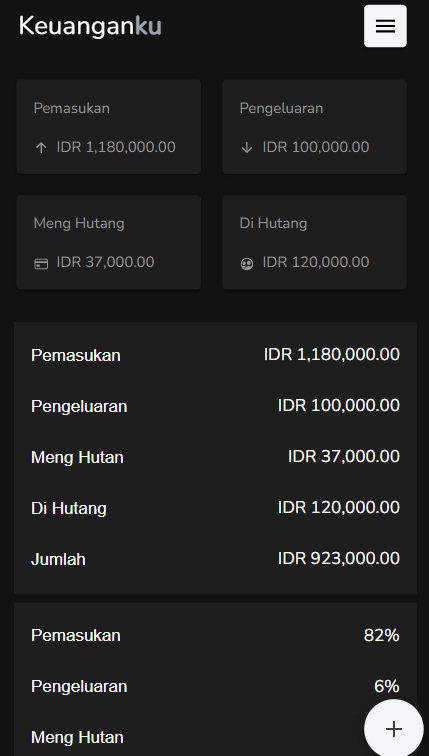 Keuanganku
Pemasukan Pengeluaran
IDR 1,180,000.00 IDR 100,000.00
Meng Hutang Di Hutang
IDR 37,000.00 IDR 120,000.00
Pemasukan IDR 1,180,000.00
Pengeluaran IDR 100,000.00
Meng Hutan IDR 37,000.00
Di Hutang IDR 120,000.00
Jumlah IDR 923,000.00
Pemasukan 82%
Pengeluaran 6%
Meng Hutan